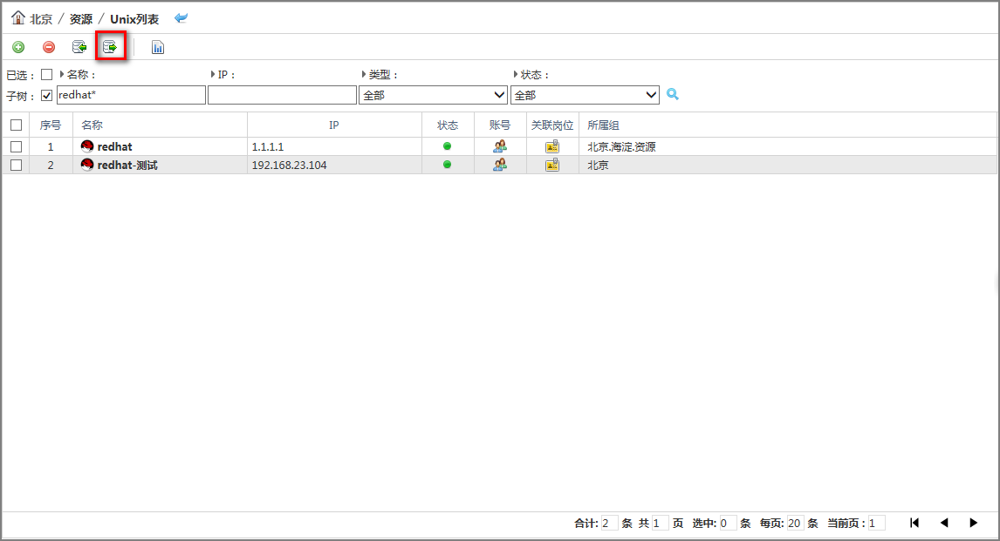 北京 / 资源 / Unix列表
已选： 名称： IP： 类型： 状态：
子树： redhat* 全部 全部
序号 名称 IP 状态 账号 关联岗位 所属组
1 redhat 1.1.1.1 北京.海淀.资源
2 redhat-测试 192.168.23.104 北京
合计: 2 条 共 1 页 选中: 0 条 每页: 20 条 当前页： 1